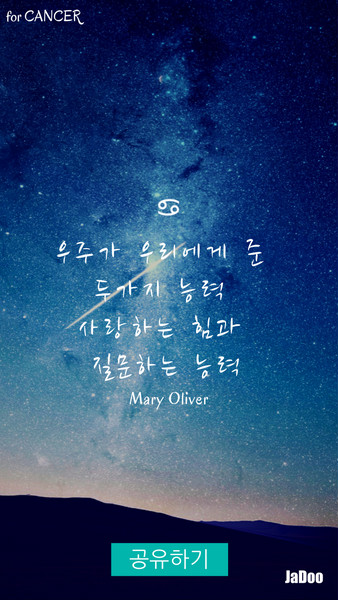 for CANCER
♋
우주가 우리에게 준
두가지 능력
사랑하는 힘과
질문하는 능력
Mary Oliver
공유하기
JaDoo